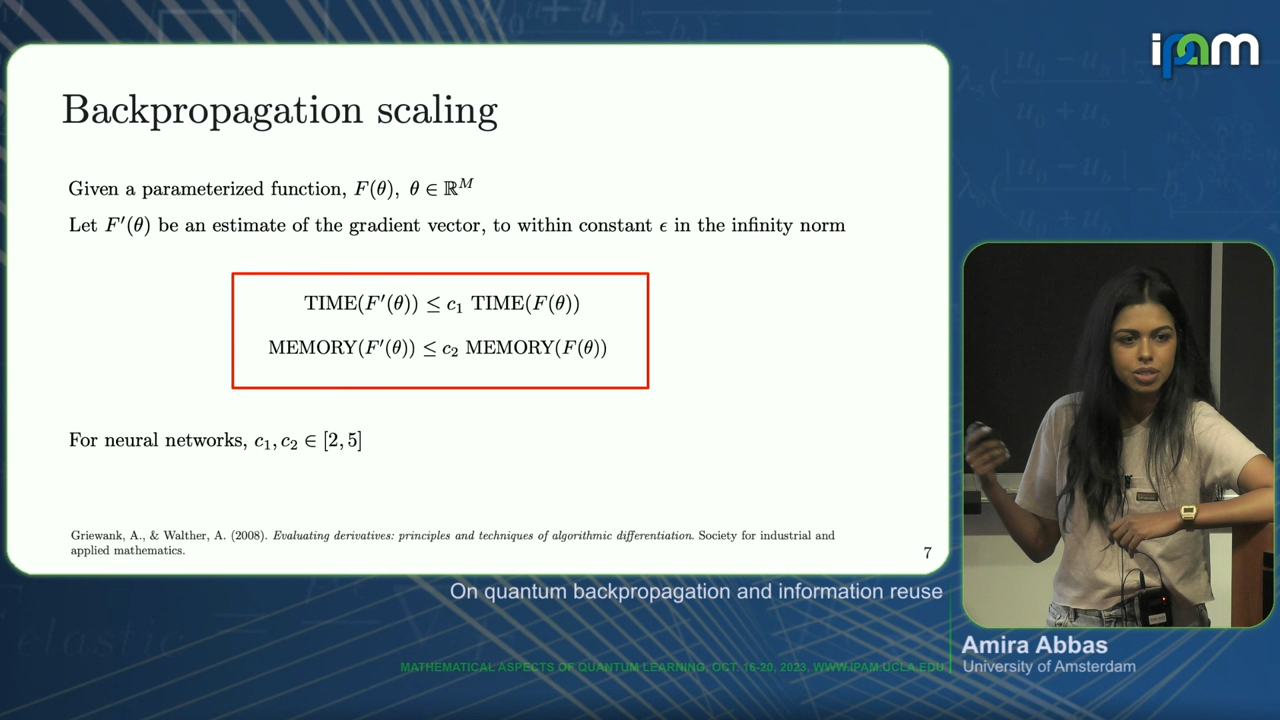 ipam
Backpropagation scaling
Given a parameterized function, F(θ), θ ∈ ℝ^M
Let F′(θ) be an estimate of the gradient vector, to within constant ϵ in the infinity norm
TIME(F′(θ)) ≤ c₁ TIME(F(θ))
MEMORY(F′(θ)) ≤ c₂ MEMORY(F(θ))
For neural networks, c₁, c₂ ∈ [2, 5]
Griewank, A., & Walther, A. (2008). Evaluating derivatives: principles and techniques of algorithmic differentiation. Society for industrial and
applied mathematics.
7
On quantum backpropagation and information reuse
Amira Abbas
University of Amsterdam
MATHEMATICAL ASPECTS OF QUANTUM LEARNING, OCT. 16-20, 2023, WWW.IPAM.UCLA.EDU
elastic